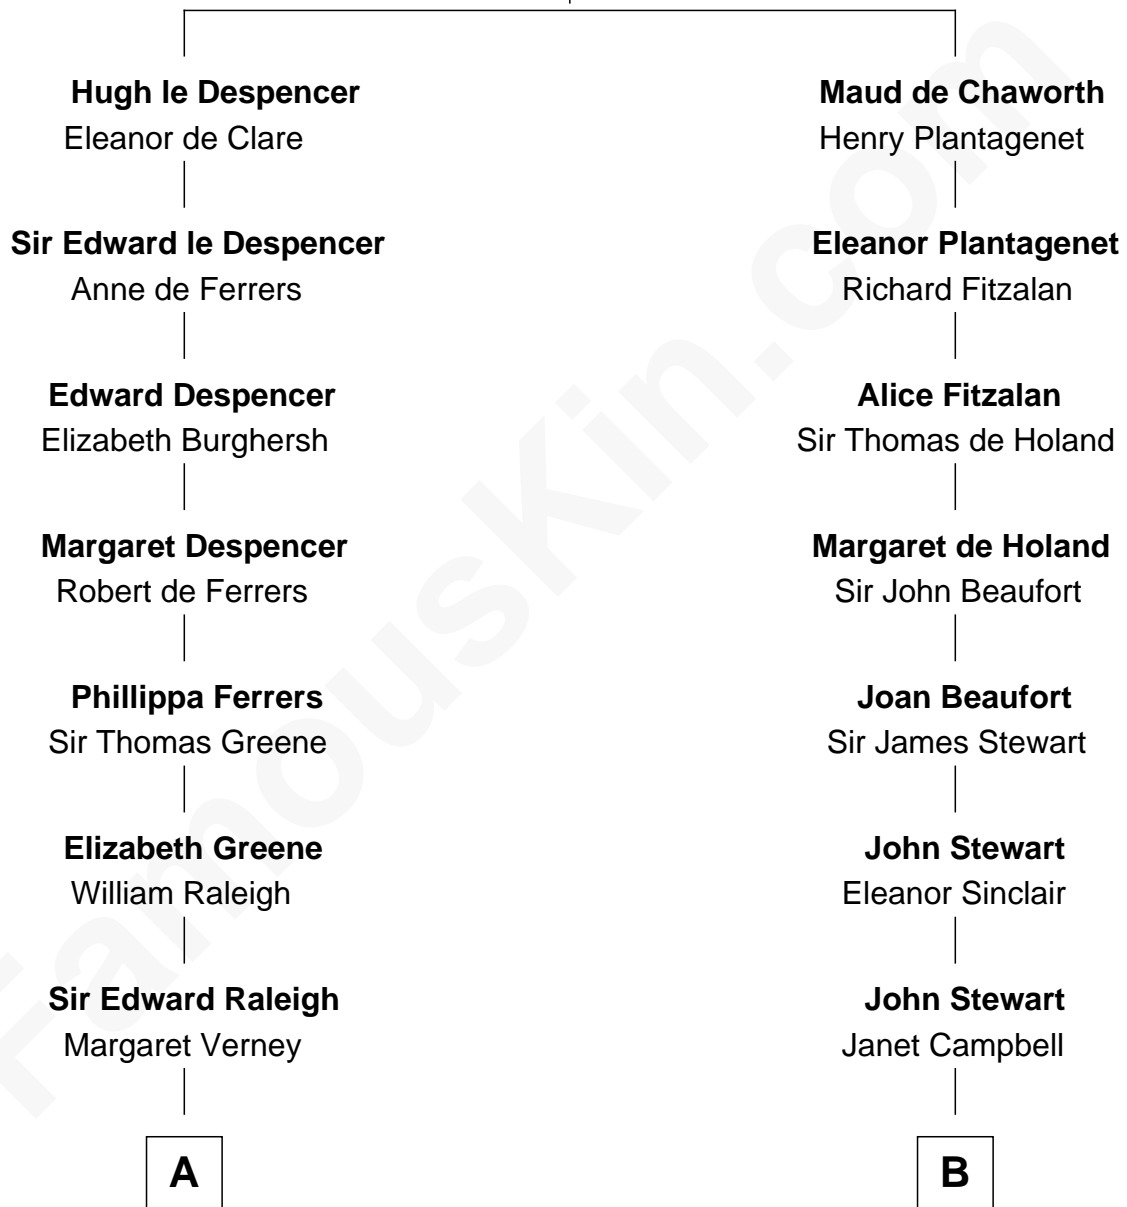 Hugh le Despencer
Eleanor de Clare
Sir Edward le Despencer
Anne de Ferrers
Edward Despencer
Elizabeth Burghersh
Margaret Despencer
Robert de Ferrers
Phillippa Ferrers
Sir Thomas Greene
Elizabeth Greene
William Raleigh
Sir Edward Raleigh
Margaret Verney
A
Maud de Chaworth
Henry Plantagenet
Eleanor Plantagenet
Richard Fitzalan
Alice Fitzalan
Sir Thomas de Holand
Margaret de Holand
Sir John Beaufort
Joan Beaufort
Sir James Stewart
John Stewart
Eleanor Sinclair
John Stewart
Janet Campbell
B
FamousKin.com